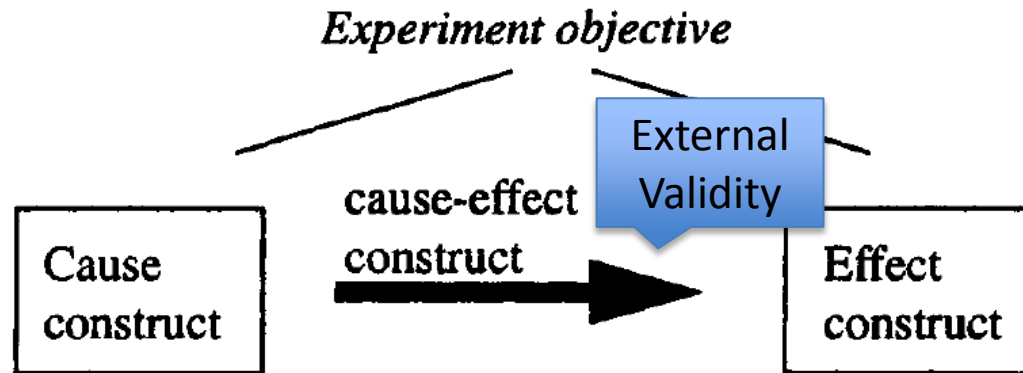 Experiment objective
External
Validity
cause-effect
construct
Cause
construct
Effect
construct